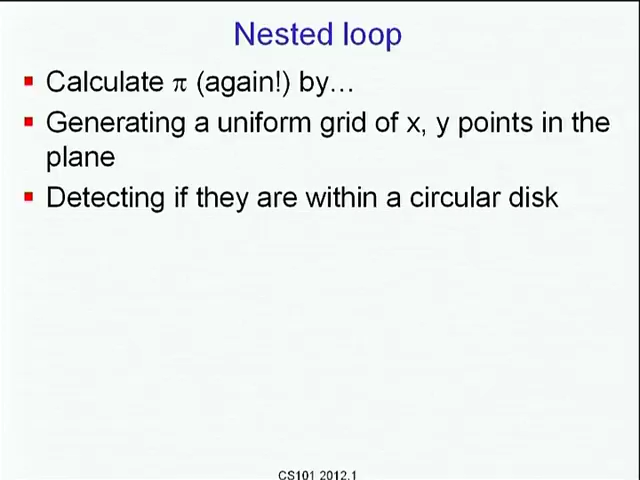 Nested loop
Calculate π (again!) by…
Generating a uniform grid of x, y points in the
plane
Detecting if they are within a circular disk
CS101 2012.1